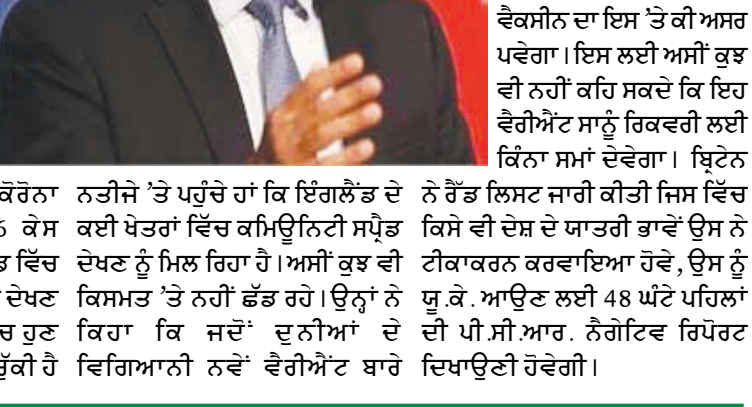 ਕੋਰੋਨਾ
ਕੇਸ
ਵਿੱਚ
ਦੇਖਣ
ਹੁਣ
ਹੈ
ਨਤੀਜੇ ’ਤੇ ਪਹੁੰਚੇ ਹਾਂ ਕਿ ਇੰਗਲੈਂਡ ਦੇ
ਕਈ ਖੇਤਰਾਂ ਵਿੱਚ ਕਮਿਊਨਿਟੀ ਸਪ੍ਰੈਡ
ਦੇਖਣ ਨੂੰ ਮਿਲ ਰਿਹਾ ਹੈ।ਅਸੀਂ ਕੁਝ ਵੀ
ਕਿਸਮਤ ’ਤੇ ਨਹੀਂ ਛੱਡ ਰਹੇ।ਉਨ੍ਹਾਂ ਨੇ
ਕਿਹਾ ਕਿ ਜਦੋਂ ਦੁਨੀਆਂ ਦੇ
ਵਿਗਿਆਨੀ ਨਵੇਂ ਵੈਰੀਐਂਟ ਬਾਰੇ
ਵੈਕਸੀਨ ਦਾ ਇਸ ’ਤੇ ਕੀ ਅਸਰ
ਪਵੇਗਾ।ਇਸ ਲਈ ਅਸੀਂ ਕੁਝ
ਵੀ ਨਹੀਂ ਕਹਿ ਸਕਦੇ ਕਿ ਇਹ
ਵੈਰੀਐਂਟ ਸਾਨੂੰ ਰਿਕਵਰੀ ਲਈ
ਕਿੰਨਾ ਸਮਾਂ ਦੇਵੇਗਾ। ਬ੍ਰਿਟੇਨ
ਨੇ ਰੈੱਡ ਲਿਸਟ ਜਾਰੀ ਕੀਤੀ ਜਿਸ ਵਿੱਚ
ਕਿਸੇ ਵੀ ਦੇਸ਼ ਦੇ ਯਾਤਰੀ ਭਾਵੇਂ ਉਸ ਨੇ
ਟੀਕਾਕਰਨ ਕਰਵਾਇਆ ਹੋਵੇ, ਉਸ ਨੂੰ
ਯੂ.ਕੇ. ਆਉਣ ਲਈ 48 ਘੰਟੇ ਪਹਿਲਾਂ
ਦੀ ਪੀ.ਸੀ.ਆਰ. ਨੈਗੇਟਿਵ ਰਿਪੋਰਟ
ਦਿਖਾਉਣੀ ਹੋਵੇਗੀ।